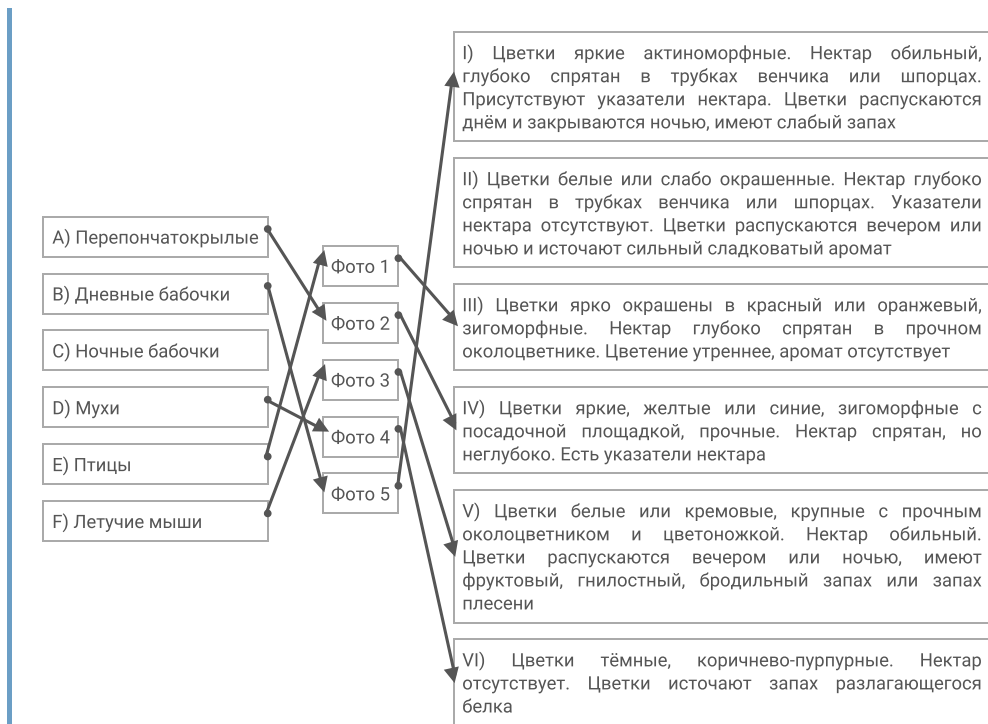 A) Перепончатокрылые
B) Дневные бабочки
C) Ночные бабочки
D) Мухи
E) Птицы
F) Летучие мыши
Фото 1
Фото 2
Фото 3
Фото 4
Фото 5
I) Цветки яркие актиноморфные. Нектар обильный,
глубоко спрятан в трубках венчика или шпорцах.
Присутствуют указатели нектара. Цветки распускаются
днём и закрываются ночью, имеют слабый запах
II) Цветки белые или слабо окрашенные. Нектар глубоко
спрятан в трубках венчика или шпорцах. Указатели
нектара отсутствуют. Цветки распускаются вечером или
ночью и источают сильный сладковатый аромат
III) Цветки ярко окрашены в красный или оранжевый,
зигоморфные. Нектар глубоко спрятан в прочном
околоцветнике. Цветение утреннее, аромат отсутствует
IV) Цветки яркие, желтые или синие, зигоморфные с
посадочной площадкой, прочные. Нектар спрятан, но
неглубоко. Есть указатели нектара
V) Цветки белые или кремовые, крупные с прочным
околоцветником и цветоножкой. Нектар обильный.
Цветки распускаются вечером или ночью, имеют
фруктовый, гнилостный, бродильный запах или запах
плесени
VI) Цветки тёмные, коричнево-пурпурные. Нектар
отсутствует. Цветки источают запах разлагающегося
белка